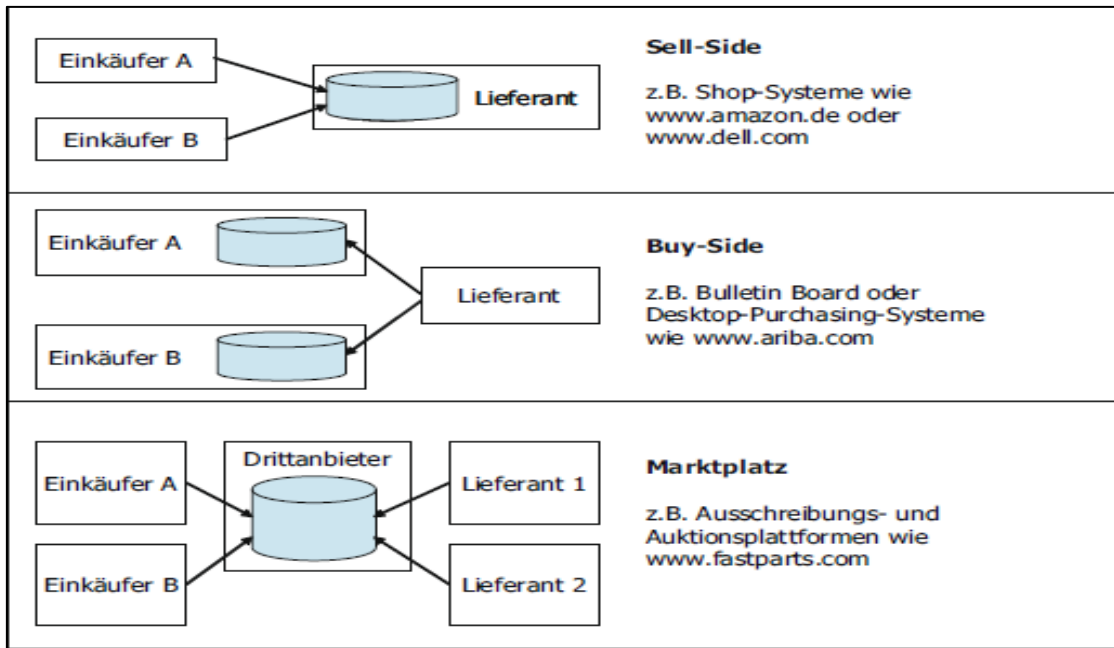 Einkäufer A
Einkäufer B
Lieferant
Sell-Side
z.B. Shop-Systeme wie
www.amazon.de oder
www.dell.com
Einkäufer A
Einkäufer B
Lieferant
Buy-Side
z.B. Bulletin Board oder
Desktop-Purchasing-Systeme
wie www.ariba.com
Einkäufer A
Einkäufer B
Drittanbieter
Lieferant 1
Lieferant 2
Marktplatz
z.B. Ausschreibungs- und
Auktionsplattformen wie
www.fastparts.com